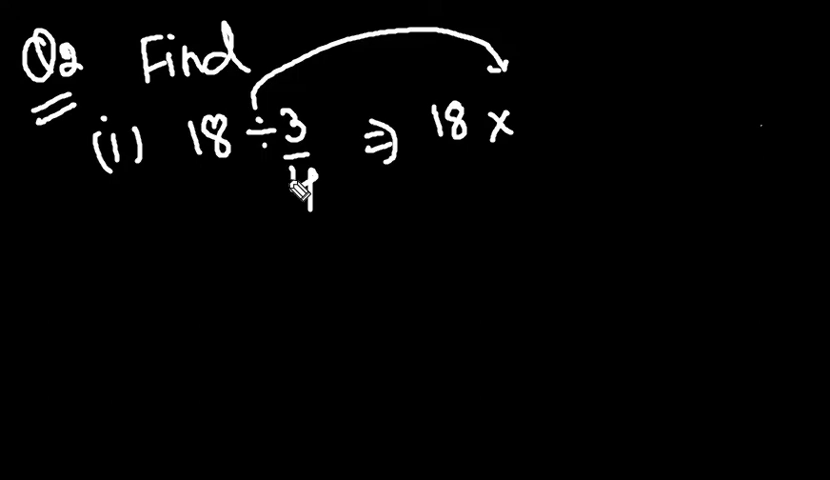 Q2 Find
(i) 18 ÷ 3/4 ⇒ 18 ×